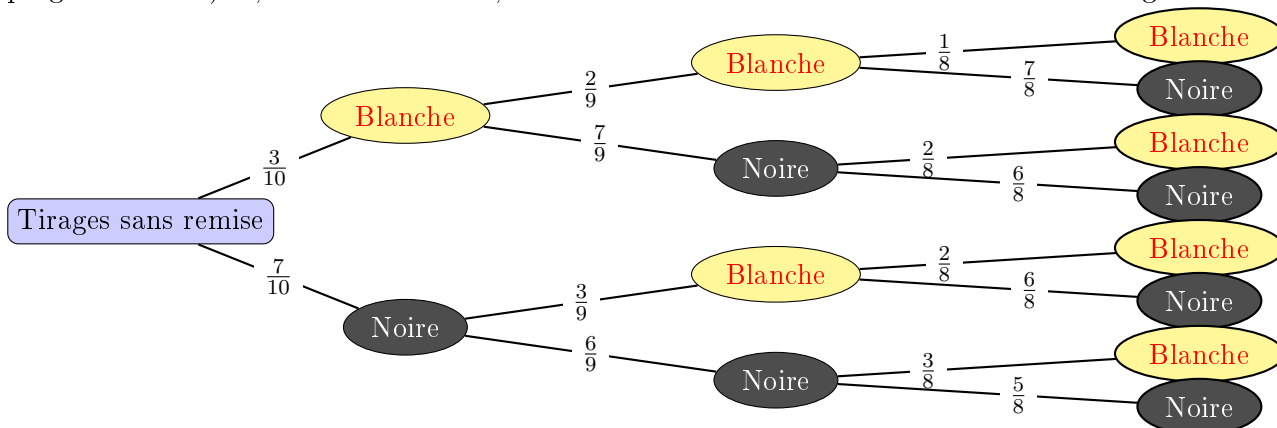 Tirages sans remise
3/10
7/10
Blanche
Noire
2/9
7/9
3/9
6/9
Blanche
Noire
Blanche
Noire
1/8
7/8
2/8
6/8
2/8
6/8
3/8
5/8
Blanche
Noire
Blanche
Noire
Blanche
Noire
Blanche
Noire